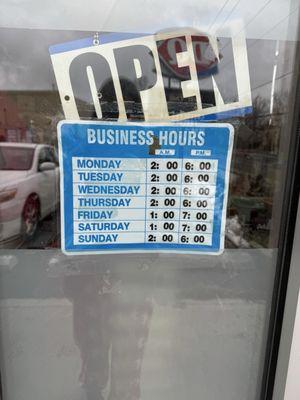 OPEN
BUSINESS HOURS
A.M. P.M.
MONDAY 2:00 6:00
TUESDAY 2:00 6:00
WEDNESDAY 2:00 6:00
THURSDAY 2:00 6:00
FRIDAY 1:00 7:00
SATURDAY 1:00 7:00
SUNDAY 2:00 6:00